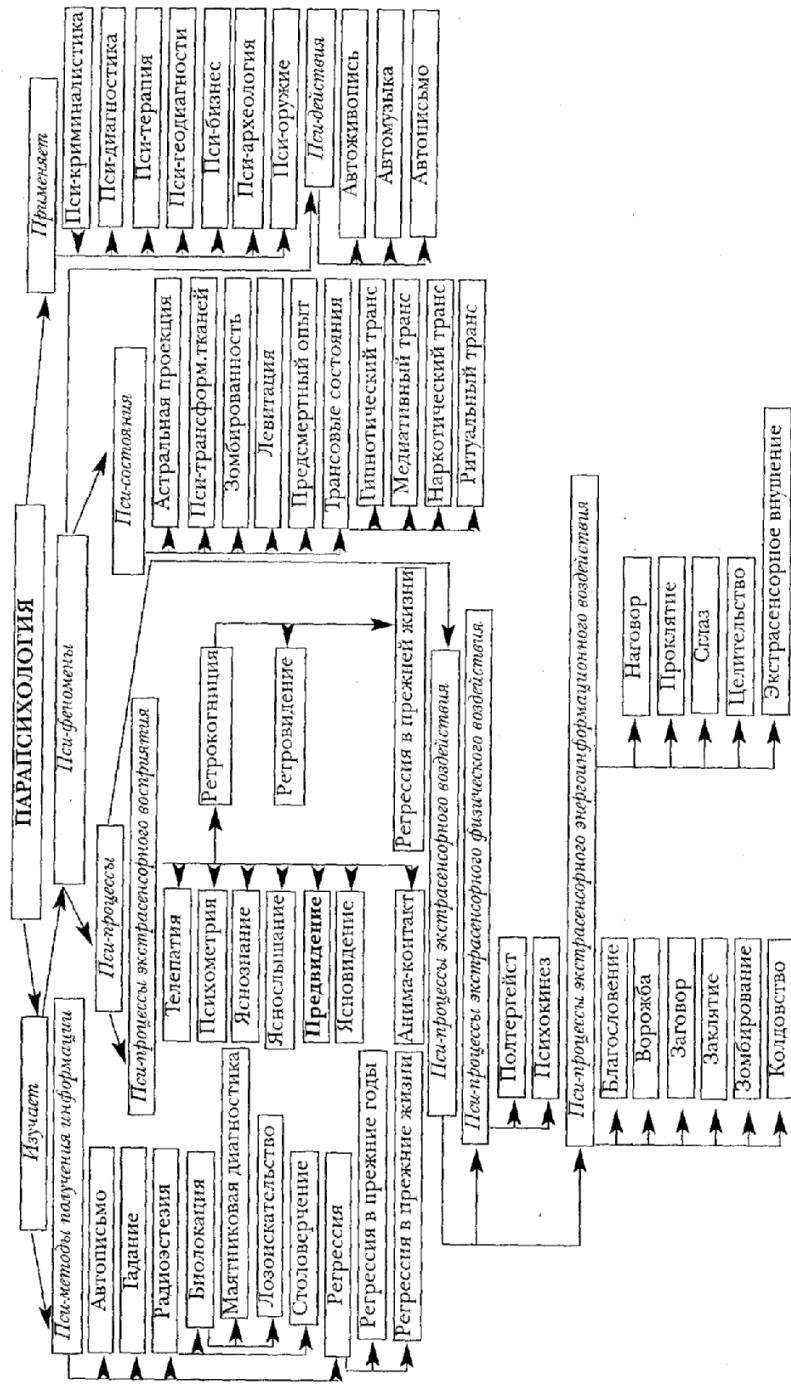 ПАРАПСИХОЛОГИЯ
Изучает
Пси-феномены
Применяет
Пси-методы получения информации
Автописьмо
Гадание
Радиоэстезия
Биолокация
Маятниковая диагностика
Лозоискательство
Столоверчение
Регрессия
Регрессия в прежние годы
Регрессия в прежние жизни
Пси-процессы
Пси-процессы экстрасенсорного восприятия
Телепатия
Психометрия
Яснознание
Яснослышание
Предвидение
Ясновидение
Анима-контакт
Ретрокогниция
Ретровидение
Регрессия в прежней жизни
Пси-состояния
Астральная проекция
Пси-трансформ.тканей
Зомбированность
Левитация
Предсмертный опыт
Трансовые состояния
Гипнотический транс
Медиативный транс
Наркотический транс
Ритуальный транс
Пси-криминалистика
Пси-диагностика
Пси-терапия
Пси-геодиагности
Пси-бизнес
Пси-археология
Пси-оружие
Пси-действия
Автоживопись
Автомузыка
Автописьмо
Пси-процессы экстрасенсорного воздействия
Пси-процессы экстрасенсорного физического воздействия
Полтергейст
Психокинез
Пси-процессы экстрасенсорного энергоинформационного воздействия
Благословение
Ворожба
Заговор
Заклятие
Зомбирование
Колдовство
Наговор
Проклятие
Сглаз
Целительство
Экстрасенсорное внушение